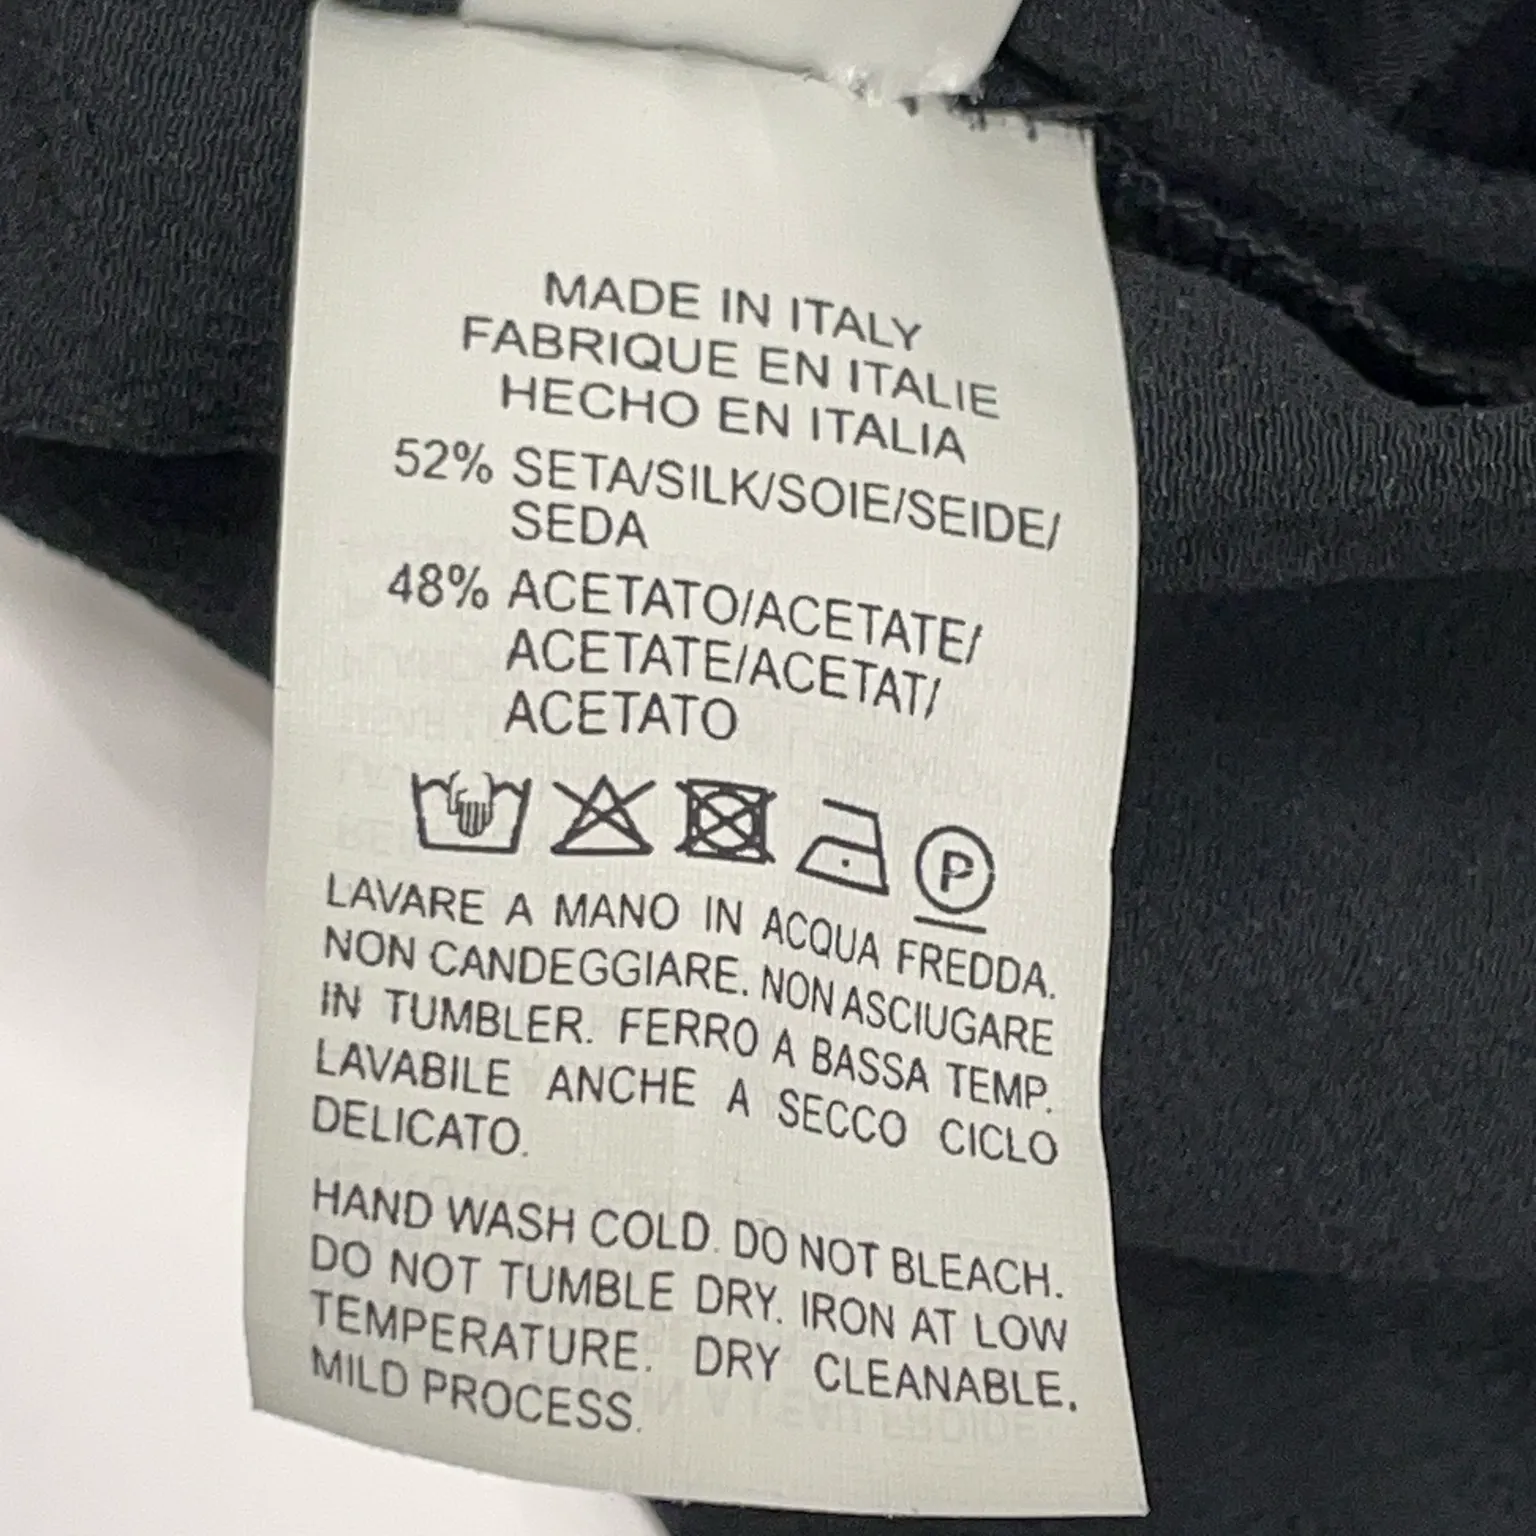 MADE IN ITALY
FABRIQUE EN ITALIE
HECHO EN ITALIA
52% SETA/SILK/SOIE/SEIDE/
SEDA
48% ACETATO/ACETATE/
ACETATE/ACETAT/
ACETATO
P
LAVARE A MANO IN ACQUA FREDDA.
NON CANDEGGIARE. NON ASCIUGARE
IN TUMBLER. FERRO A BASSA TEMP.
LAVABILE ANCHE A SECCO CICLO
DELICATO.
HAND WASH COLD. DO NOT BLEACH.
DO NOT TUMBLE DRY. IRON AT LOW
TEMPERATURE. DRY CLEANABLE.
MILD PROCESS.